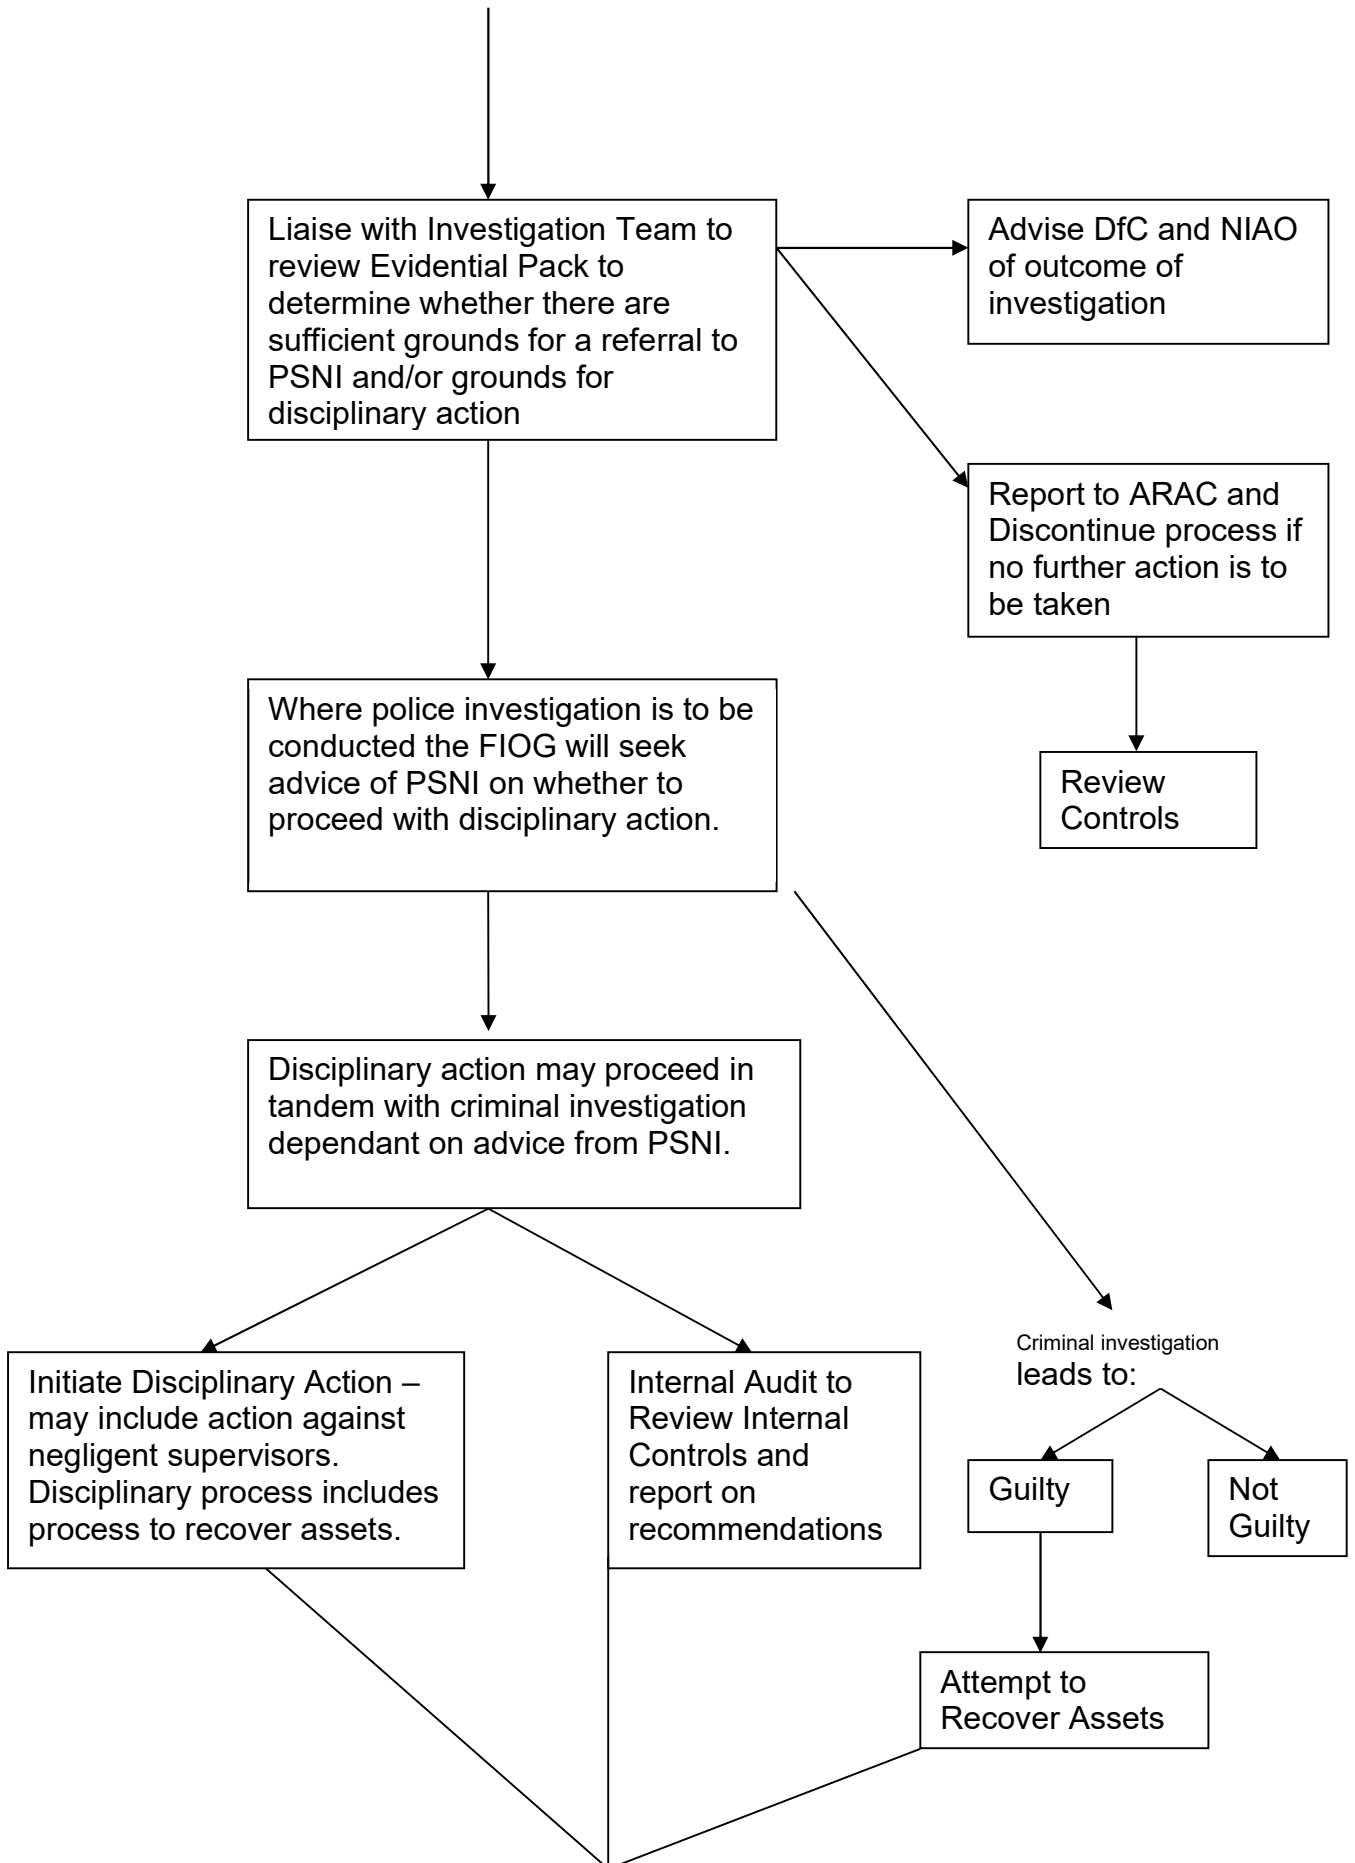 Liaise with Investigation Team to
review Evidential Pack to
determine whether there are
sufficient grounds for a referral to
PSNI and/or grounds for
disciplinary action
Advise DfC and NIAO
of outcome of
investigation
Report to ARAC and
Discontinue process if
no further action is to
be taken
Review
Controls
Where police investigation is to be
conducted the FIOG will seek
advice of PSNI on whether to
proceed with disciplinary action.
Disciplinary action may proceed in
tandem with criminal investigation
dependant on advice from PSNI.
Initiate Disciplinary Action –
may include action against
negligent supervisors.
Disciplinary process includes
process to recover assets.
Internal Audit to
Review Internal
Controls and
report on
recommendations
Criminal investigation
leads to:
Guilty
Not
Guilty
Attempt to
Recover Assets